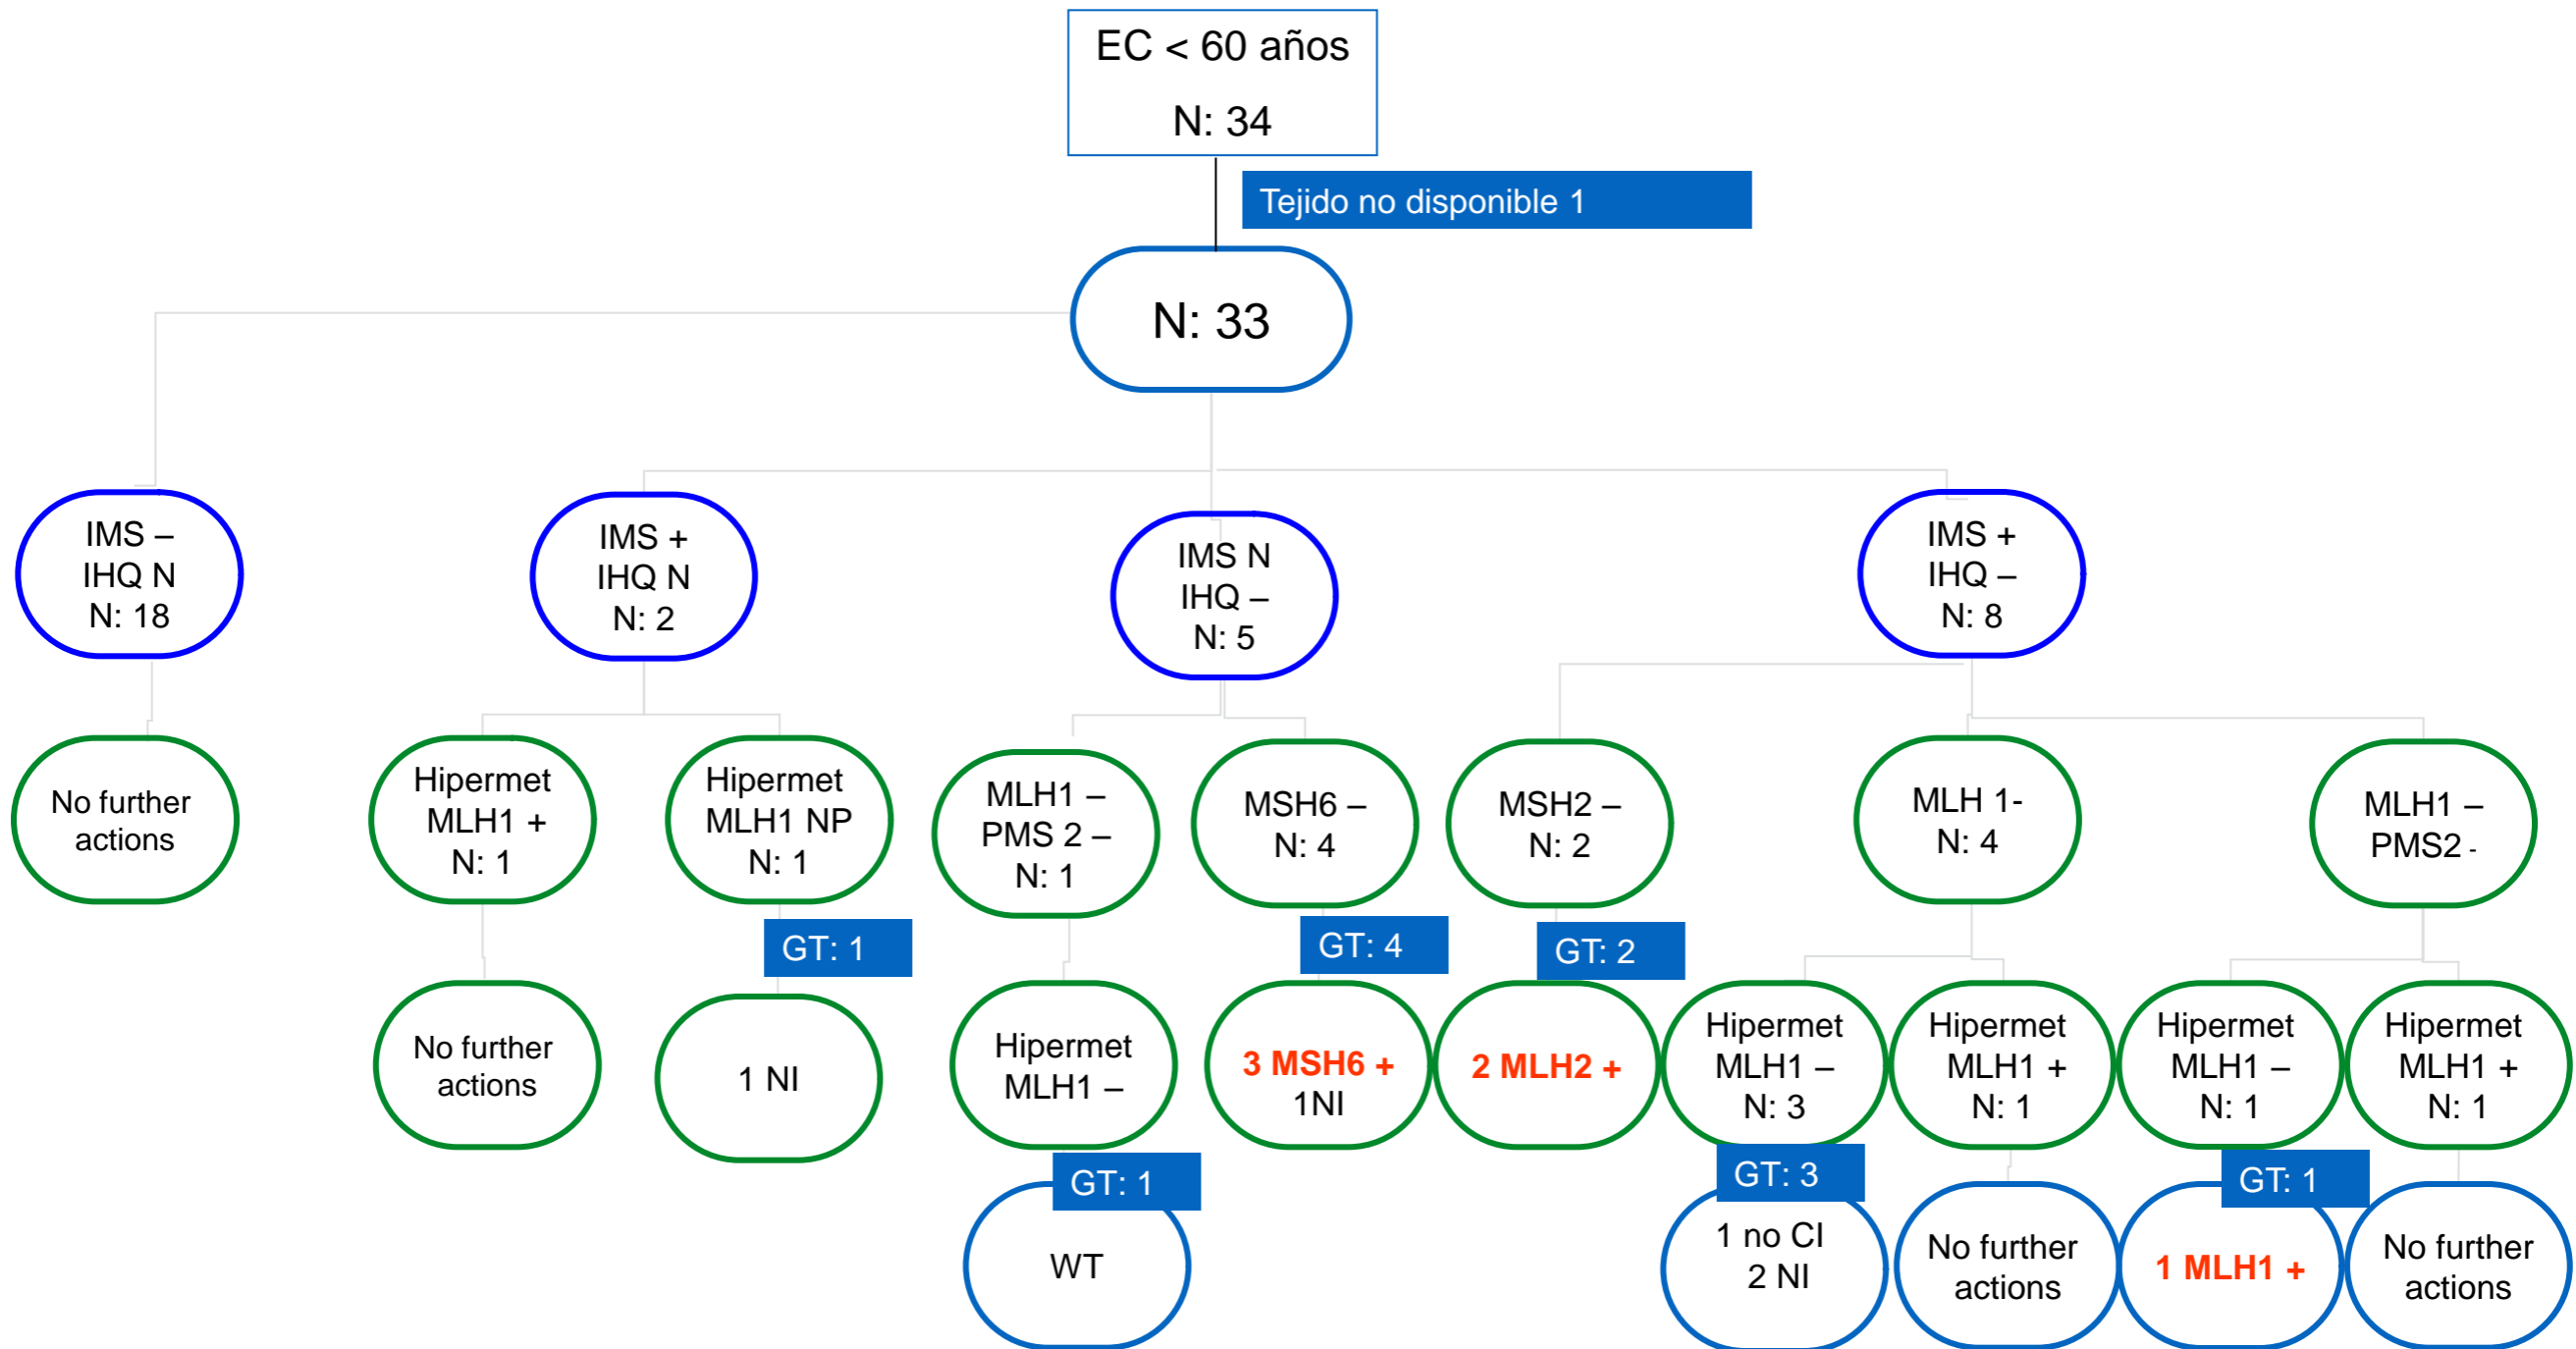 EC < 60 años
N: 34
Tejido no disponible 1
N: 33
IMS –
IHQ N
N: 18
IMS +
IHQ N
N: 2
IMS N
IHQ –
N: 5
IMS +
IHQ –
N: 8
No further
actions
Hipermet
MLH1 +
N: 1
Hipermet
MLH1 NP
N: 1
MLH1 –
PMS 2 –
N: 1
MSH6 –
N: 4
MSH2 –
N: 2
MLH 1-
N: 4
MLH1 –
PMS2 -
GT: 1
GT: 4
GT: 2
No further
actions
1 NI
Hipermet
MLH1 –
3 MSH6 +
1NI
2 MLH2 +
Hipermet
MLH1 –
N: 3
Hipermet
MLH1 +
N: 1
Hipermet
MLH1 –
N: 1
Hipermet
MLH1 +
N: 1
GT: 1
GT: 3
GT: 1
WT
1 no CI
2 NI
No further
actions
1 MLH1 +
No further
actions